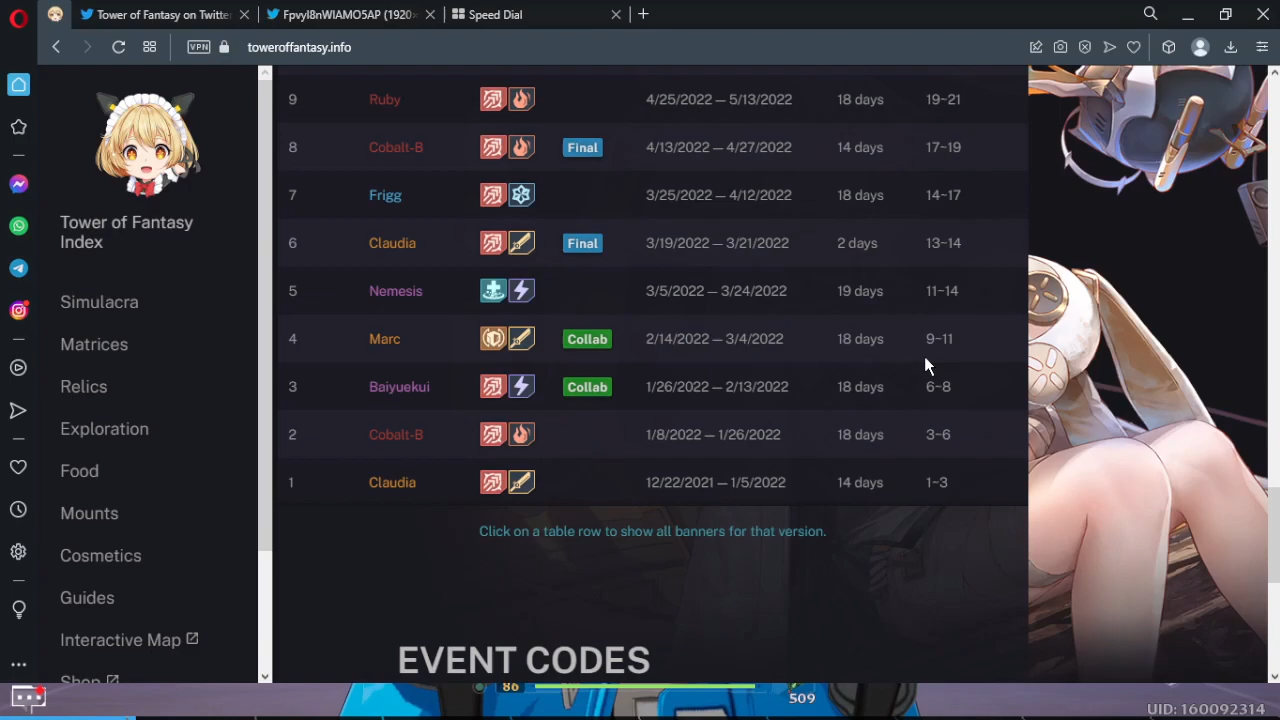 Tower of Fantasy on Twitte
FpvyI8nWIAMO5AP (1920×
Speed Dial
VPN
toweroffantasy.info
Tower of Fantasy
Index
Simulacra
Matrices
Relics
Exploration
Food
Mounts
Cosmetics
Guides
Interactive Map
Shop
9 Ruby 4/25/2022 — 5/13/2022 18 days 19~21
8 Cobalt-B Final 4/13/2022 — 4/27/2022 14 days 17~19
7 Frigg 3/25/2022 — 4/12/2022 18 days 14~17
6 Claudia Final 3/19/2022 — 3/21/2022 2 days 13~14
5 Nemesis 3/5/2022 — 3/24/2022 19 days 11~14
4 Marc Collab 2/14/2022 — 3/4/2022 18 days 9~11
3 Baiyuekui Collab 1/26/2022 — 2/13/2022 18 days 6~8
2 Cobalt-B 1/8/2022 — 1/26/2022 18 days 3~6
1 Claudia 12/22/2021 — 1/5/2022 14 days 1~3
Click on a table row to show all banners for that version.
EVENT CODES
86
509
UID: 160092314